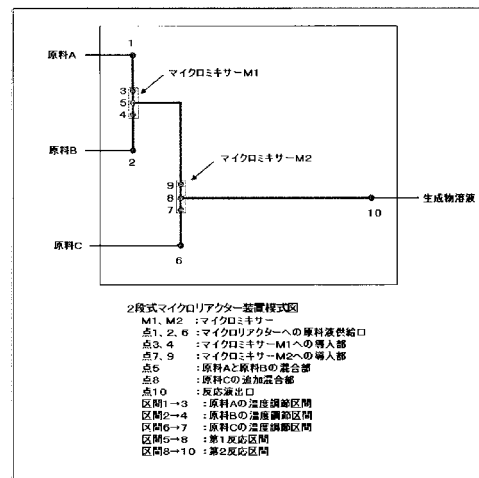 1
原料A
マイクロミキサーM1
3
5
4
原料B
2
マイクロミキサーM2
9
8
7
10
生成物溶液
原料C
6
2段式マイクロリアクター装置模式図
M1、M2 :マイクロミキサー
点1、2、6 :マイクロリアクターへの原料液供給口
点3、4 :マイクロミキサーM1への導入部
点7、9 :マイクロミキサーM2への導入部
点5 :原料Aと原料Bの混合部
点8 :原料Cの追加混合部
点10 :反応液出口
区間1→3 :原料Aの温度調節区間
区間2→4 :原料Bの温度調節区間
区間6→7 :原料Cの温度調節区間
区間5→8 :第1反応区間
区間8→10 :第2反応区間